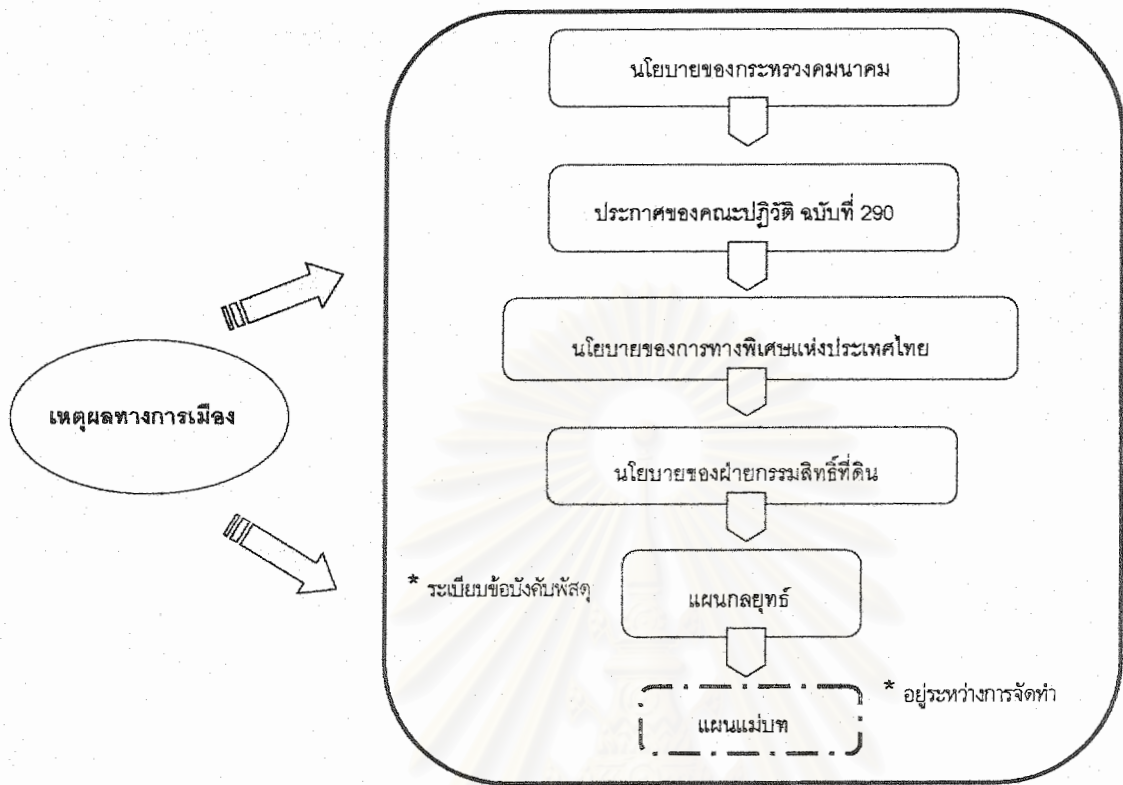 นโยบายของกระทรวงคมนาคม
ประกาศของคณะปฏิวัติ ฉบับที่ 290
นโยบายของการทางพิเศษแห่งประเทศไทย
เหตุผลทางการเมือง
นโยบายของฝ่ายกรรมสิทธิ์ที่ดิน
* ระเบียบข้อบังคับพัสดุ
แผนกลยุทธ์
* อยู่ระหว่างการจัดทำ
แผนแม่บท